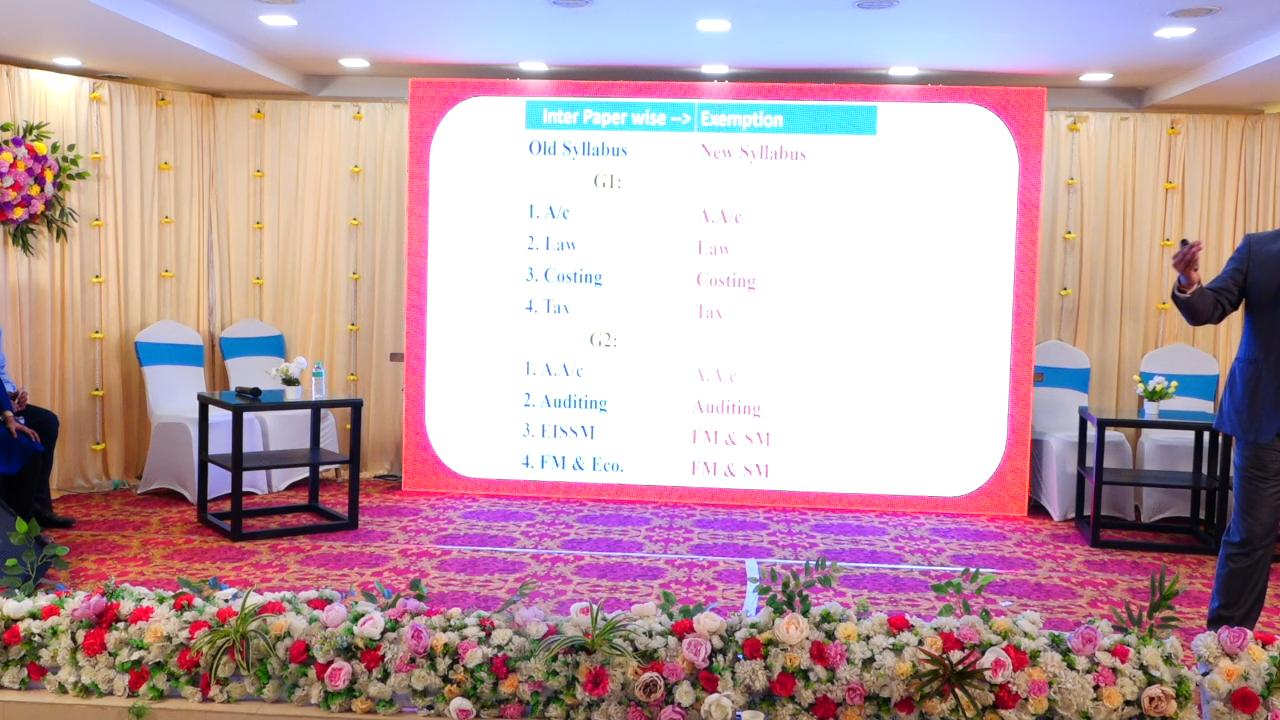 Inter Paper wise --> Exemption
Old Syllabus New Syllabus
G1:
1. A/c A.A/c
2. Law Law
3. Costing Costing
4. Tax Tax
G2:
1. A.A/c A.A/c
2. Auditing Auditing
3. EISSM FM & SM
4. FM & Eco. FM & SM